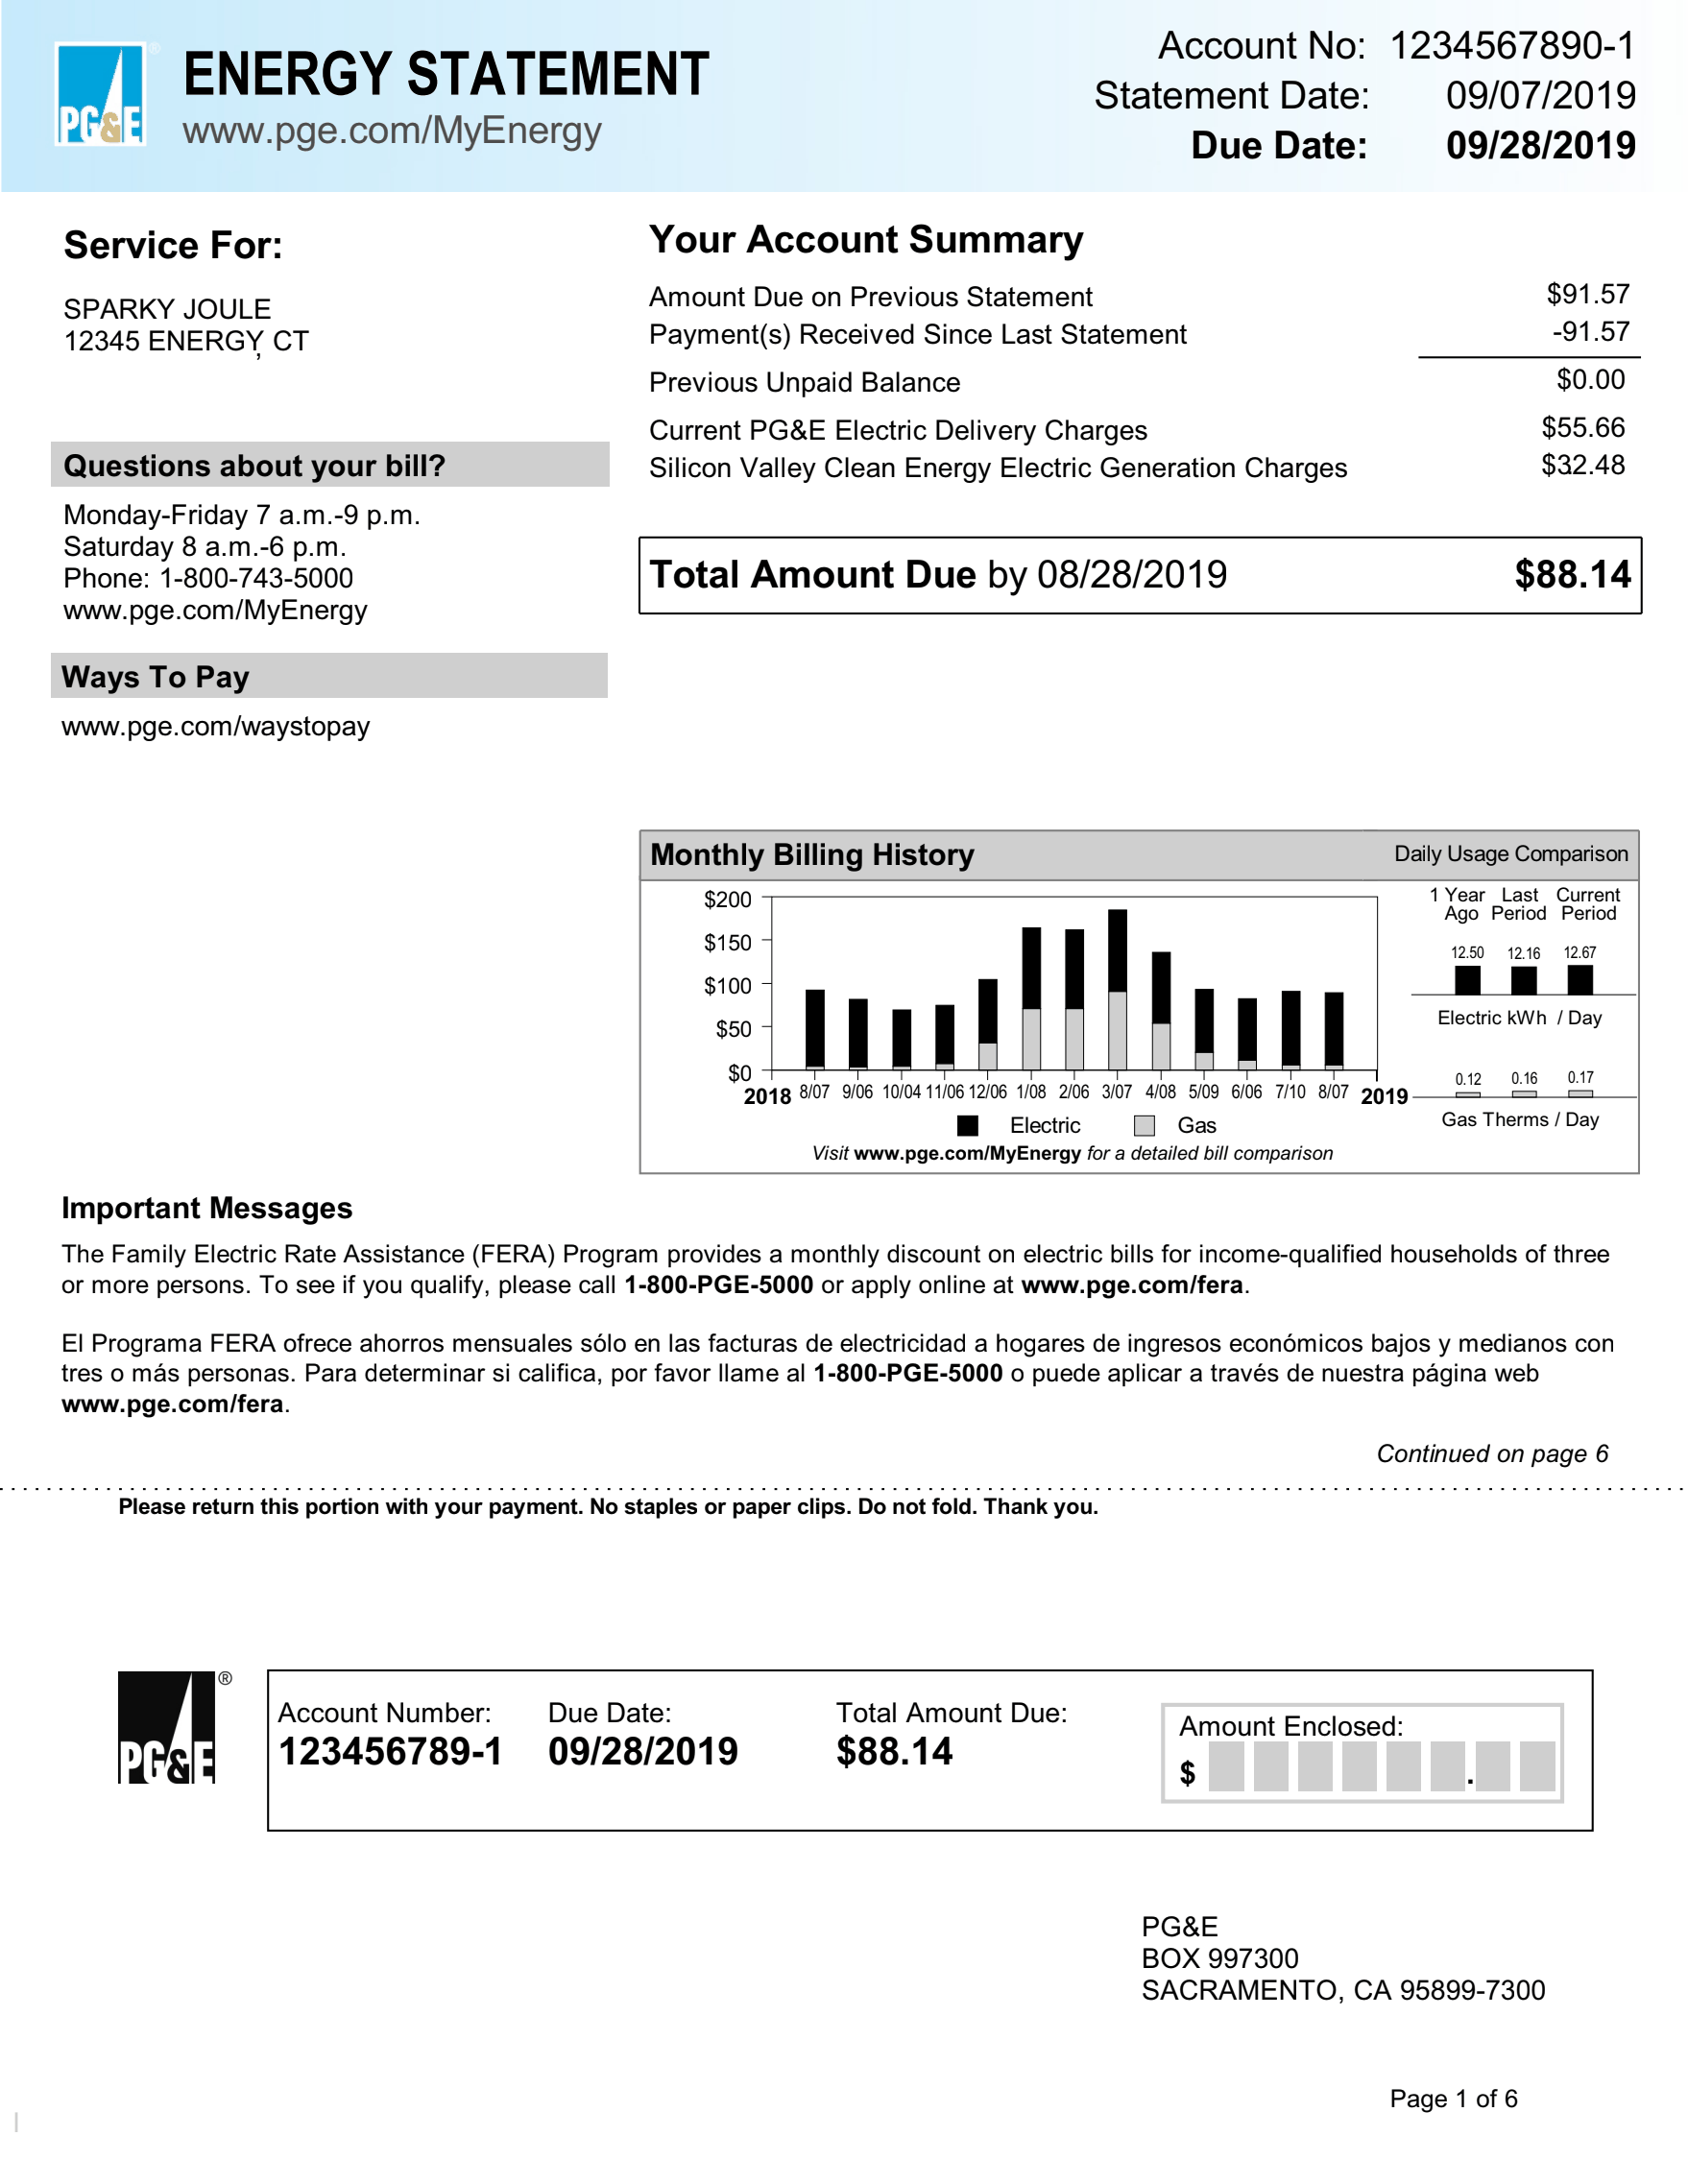 PG&E ®
ENERGY STATEMENT
www.pge.com/MyEnergy
Account No: 1234567890-1
Statement Date: 09/07/2019
Due Date: 09/28/2019
Service For:
SPARKY JOULE
12345 ENERGY CT
,
Questions about your bill?
Monday-Friday 7 a.m.-9 p.m.
Saturday 8 a.m.-6 p.m.
Phone: 1-800-743-5000
www.pge.com/MyEnergy
Ways To Pay
www.pge.com/waystopay
Your Account Summary
Amount Due on Previous Statement $91.57
Payment(s) Received Since Last Statement -91.57
Previous Unpaid Balance $0.00
Current PG&E Electric Delivery Charges $55.66
Silicon Valley Clean Energy Electric Generation Charges $32.48
Total Amount Due by 08/28/2019 $88.14
Monthly Billing History
$200
$150
$100
$50
$0
2018 8/07 9/06 10/04 11/06 12/06 1/08 2/06 3/07 4/08 5/09 6/06 7/10 8/07 2019
Electric Gas
Visit www.pge.com/MyEnergy for a detailed bill comparison
Daily Usage Comparison
1 Year Last Current
Ago Period Period
12.50 12.16 12.67
Electric kWh / Day
0.12 0.16 0.17
Gas Therms / Day
Important Messages
The Family Electric Rate Assistance (FERA) Program provides a monthly discount on electric bills for income-qualified households of three
or more persons. To see if you qualify, please call 1-800-PGE-5000 or apply online at www.pge.com/fera.
El Programa FERA ofrece ahorros mensuales sólo en las facturas de electricidad a hogares de ingresos económicos bajos y medianos con
tres o más personas. Para determinar si califica, por favor llame al 1-800-PGE-5000 o puede aplicar a través de nuestra página web
www.pge.com/fera.
Continued on page 6
Please return this portion with your payment. No staples or paper clips. Do not fold. Thank you.
PG&E ®
Account Number: Due Date: Total Amount Due:
123456789-1 09/28/2019 $88.14
Amount Enclosed:
$ .
PG&E
BOX 997300
SACRAMENTO, CA 95899-7300
Page 1 of 6